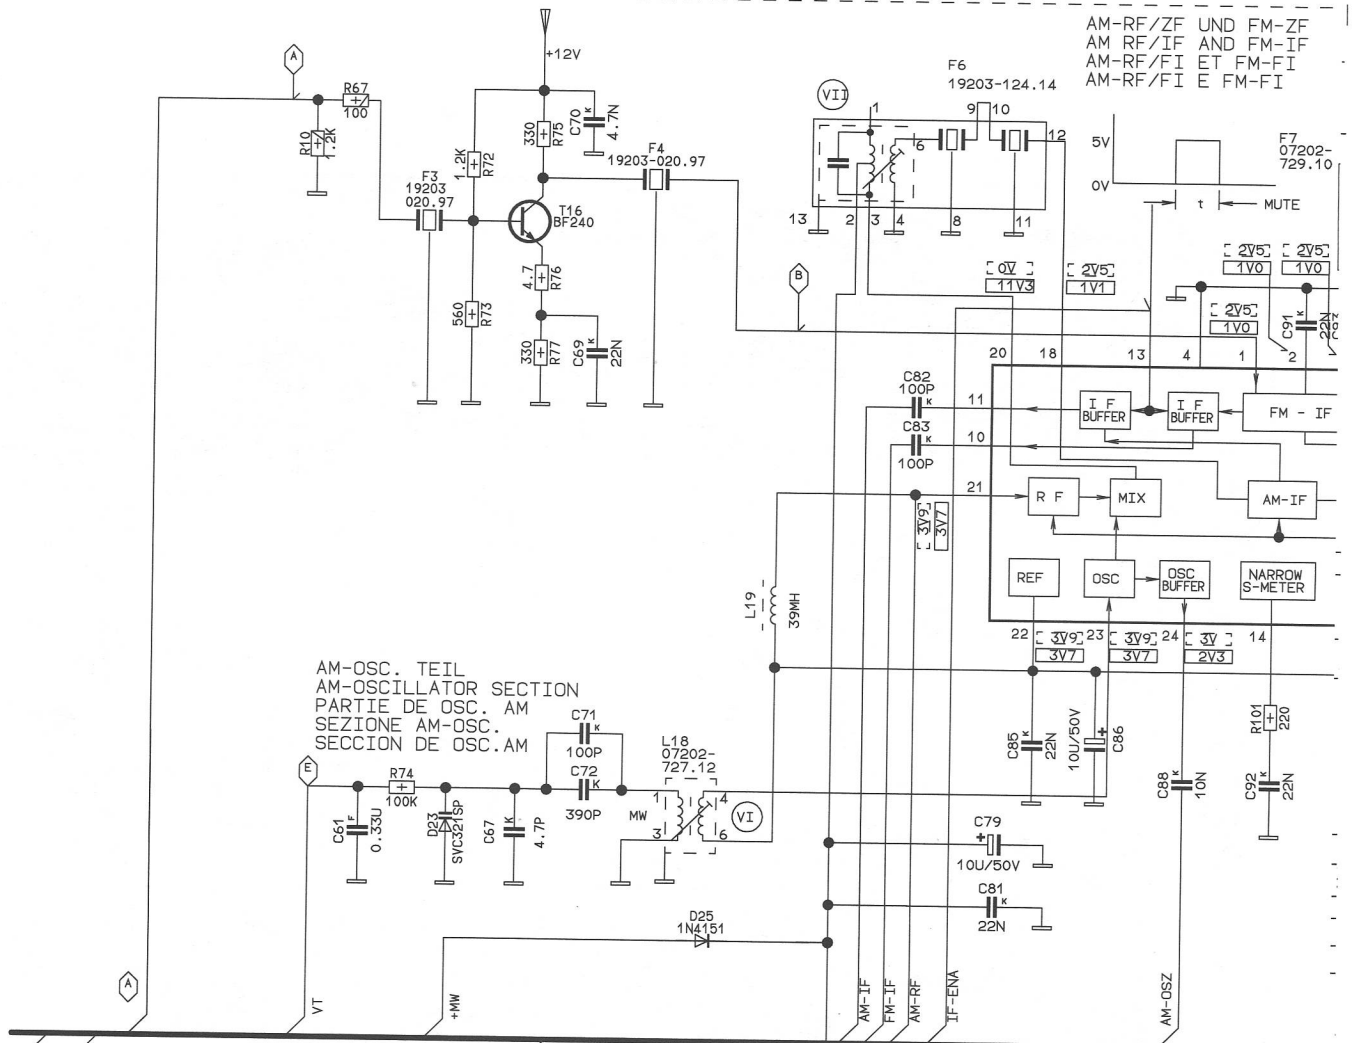 AM-RF/ZF UND FM-ZF
AM RF/IF AND FM-IF
AM-RF/FI ET FM-FI
AM-RF/FI E FM-FI
+12V
A
R67
100
R10
1.2K
F3
19203
020.97
1.2K
R72
330
R75
C70
K
4.7N
F4
19203-020.97
T16
BF240
4.7
R76
560
R73
330
R77
C69
K
22N
VII
F6
19203-124.14
1
9
10
12
6
13
2
3
4
8
11
5V
0V
t
MUTE
F7
07202-
729.10
B
0V
11V3
2V5
1V1
2V5
1V0
2V5
1V0
2V5
1V0
C91
K
22N
20
18
13
4
1
2
C82
100P
K
11
C83
100P
K
10
21
I F
BUFFER
I F
BUFFER
FM - IF
R F
MIX
AM-IF
3V9
3V7
REF
OSC
OSC
BUFFER
NARROW
S-METER
22
3V9
3V7
23
3V9
3V7
24
3V
2V3
14
L19
39MH
AM-OSC. TEIL
AM-OSCILLATOR SECTION
PARTIE DE OSC. AM
SEZIONE AM-OSC.
SECCION DE OSC.AM
E
R74
100K
C61
F
0.33U
D23
SVC321SP
C67
K
4.7P
C71
K
100P
C72
K
390P
L18
07202-
727.12
MW
1
3
4
6
VI
C85
K
22N
10U/50V
+
C86
C88
K
10N
R101
220
C92
K
22N
C79
+
10U/50V
C81
K
22N
D25
1N4151
A
VT
+MW
AM-IF
FM-IF
AM-RF
IF-ENA
AM-OSZ